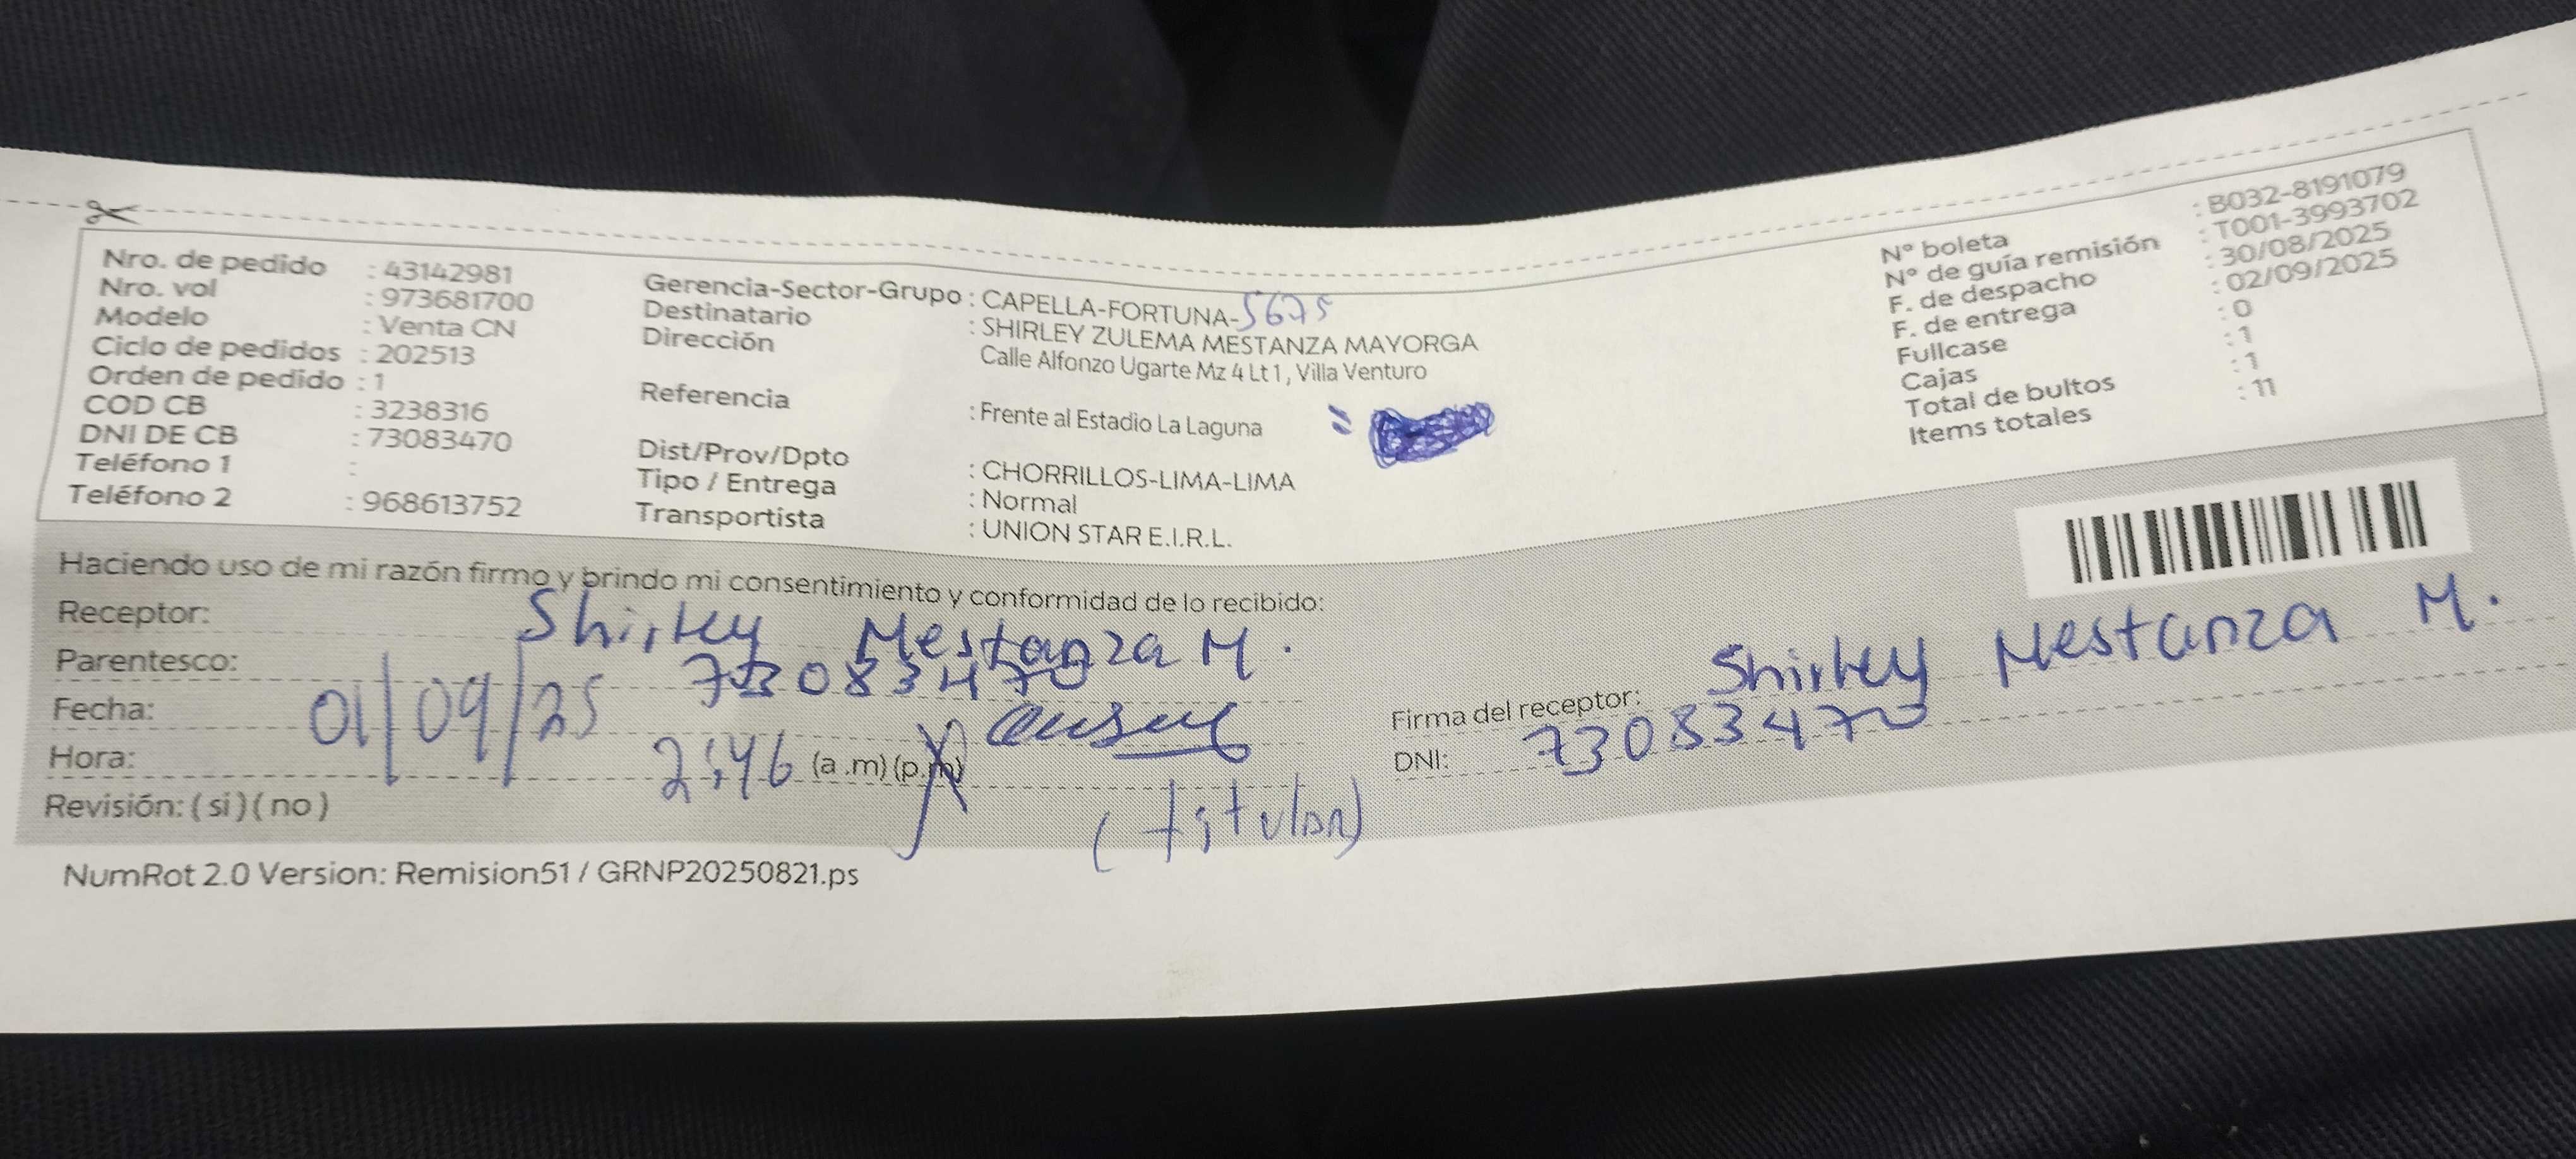 Nro. de pedido : 43142981
Nro. vol : 973681700
Modelo : Venta CN
Ciclo de pedidos : 202513
Orden de pedido : 1
COD CB : 3238316
DNI DE CB : 73083470
Teléfono 1 :
Teléfono 2 : 968613752
Gerencia-Sector-Grupo : CAPELLA-FORTUNA-5675
Destinatario : SHIRLEY ZULEMA MESTANZA MAYORGA
Dirección Calle Alfonzo Ugarte Mz 4 Lt 1, Villa Venturo
Referencia : Frente al Estadio La Laguna
Dist/Prov/Dpto : CHORRILLOS-LIMA-LIMA
Tipo / Entrega : Normal
Transportista : UNION STAR E.I.R.L.
N° boleta : B032-8191079
N° de guía remisión : T001-3993702
F. de despacho : 30/08/2025
F. de entrega : 02/09/2025
Fullcase : 0
Cajas : 1
Total de bultos : 1
Items totales : 11
Haciendo uso de mi razón firmo y brindo mi consentimiento y conformidad de lo recibido:
Receptor: Shirley Mestanza M.
Parentesco: 73083470
Fecha: 01/09/25
Hora: 2:46 (a .m) (p.m)
Revisión: ( si ) ( no ) (titular)
Firma del receptor: Shirley Mestanza M.
DNI: 73083470
NumRot 2.0 Version: Remision51 / GRNP20250821.ps